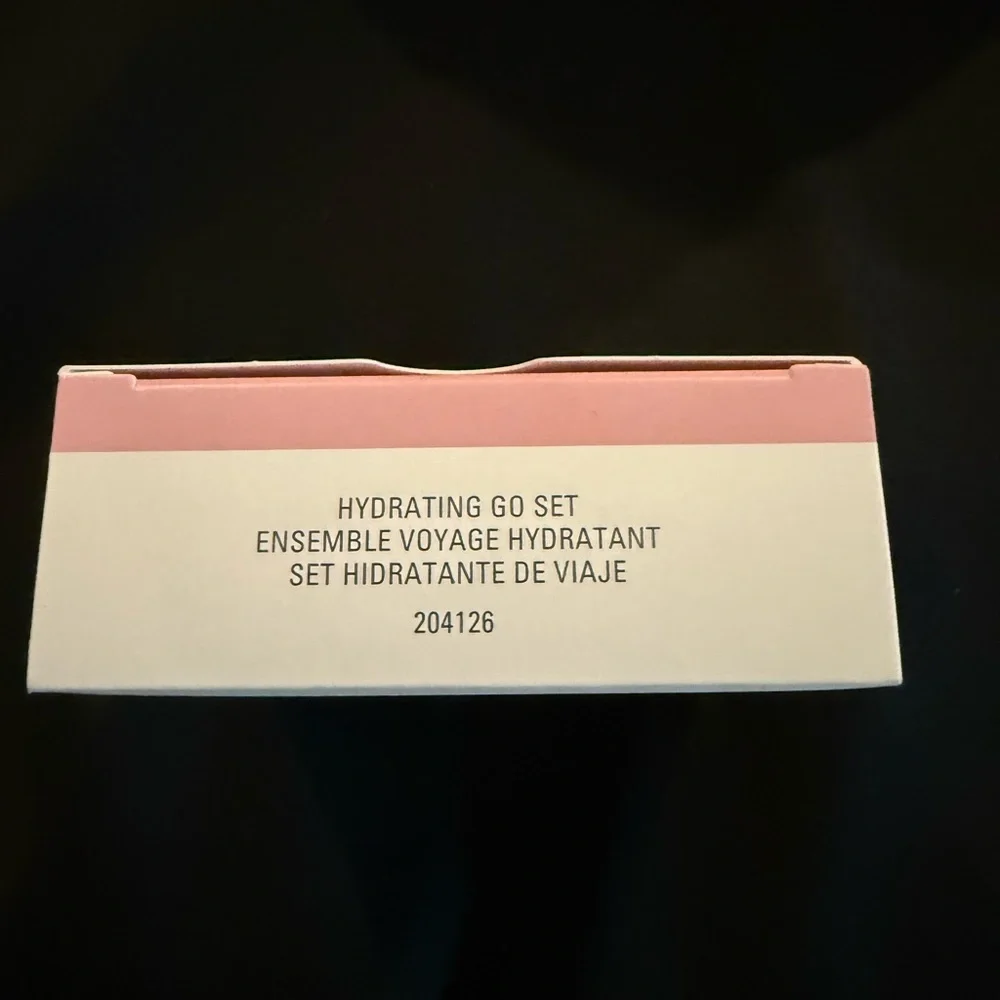 HYDRATING GO SET
ENSEMBLE VOYAGE HYDRATANT
SET HIDRATANTE DE VIAJE
204126